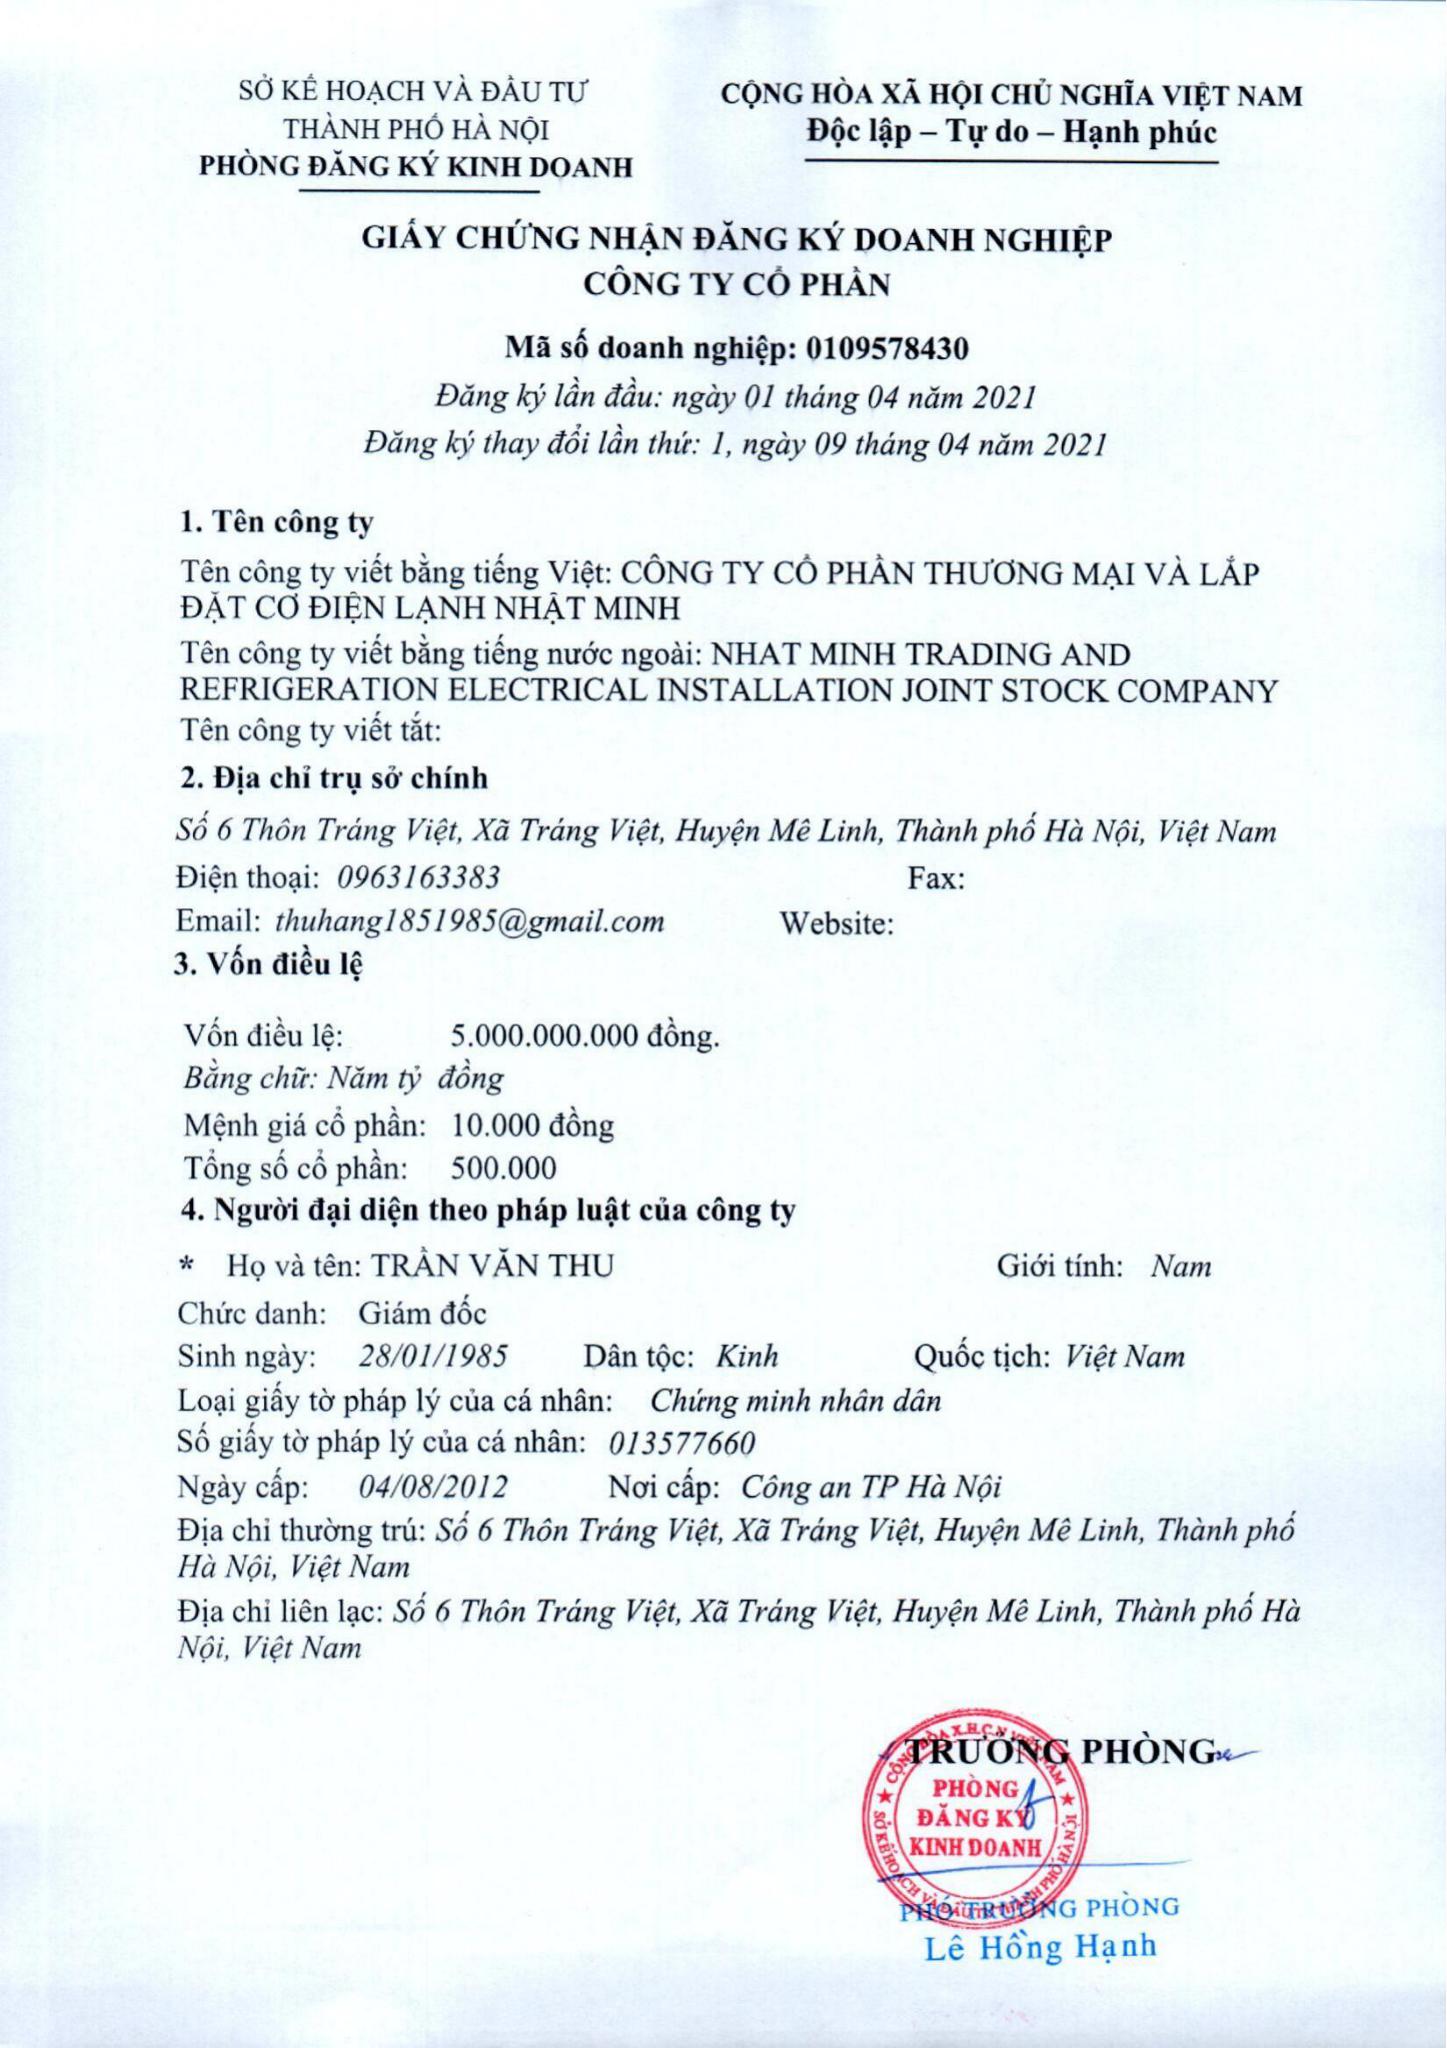 SỞ KẾ HOẠCH VÀ ĐẦU TƯ
THÀNH PHỐ HÀ NỘI
PHÒNG ĐĂNG KÝ KINH DOANH
CỘNG HÒA XÃ HỘI CHỦ NGHĨA VIỆT NAM
Độc lập – Tự do – Hạnh phúc
GIẤY CHỨNG NHẬN ĐĂNG KÝ DOANH NGHIỆP
CÔNG TY CỔ PHẦN
Mã số doanh nghiệp: 0109578430
Đăng ký lần đầu: ngày 01 tháng 04 năm 2021
Đăng ký thay đổi lần thứ: 1, ngày 09 tháng 04 năm 2021
1. Tên công ty
Tên công ty viết bằng tiếng Việt: CÔNG TY CỔ PHẦN THƯƠNG MẠI VÀ LẮP
ĐẶT CƠ ĐIỆN LẠNH NHẬT MINH
Tên công ty viết bằng tiếng nước ngoài: NHAT MINH TRADING AND
REFRIGERATION ELECTRICAL INSTALLATION JOINT STOCK COMPANY
Tên công ty viết tắt:
2. Địa chỉ trụ sở chính
Số 6 Thôn Tráng Việt, Xã Tráng Việt, Huyện Mê Linh, Thành phố Hà Nội, Việt Nam
Điện thoại: 0963163383 Fax:
Email: thuhang1851985@gmail.com Website:
3. Vốn điều lệ
Vốn điều lệ: 5.000.000.000 đồng.
Bằng chữ: Năm tỷ đồng
Mệnh giá cổ phần: 10.000 đồng
Tổng số cổ phần: 500.000
4. Người đại diện theo pháp luật của công ty
* Họ và tên: TRẦN VĂN THU Giới tính: Nam
Chức danh: Giám đốc
Sinh ngày: 28/01/1985 Dân tộc: Kinh Quốc tịch: Việt Nam
Loại giấy tờ pháp lý của cá nhân: Chứng minh nhân dân
Số giấy tờ pháp lý của cá nhân: 013577660
Ngày cấp: 04/08/2012 Nơi cấp: Công an TP Hà Nội
Địa chỉ thường trú: Số 6 Thôn Tráng Việt, Xã Tráng Việt, Huyện Mê Linh, Thành phố
Hà Nội, Việt Nam
Địa chỉ liên lạc: Số 6 Thôn Tráng Việt, Xã Tráng Việt, Huyện Mê Linh, Thành phố Hà
Nội, Việt Nam
TRƯỞNG PHÒNG
CỘNG HÒA X.H.C.N VIỆT NAM
PHÒNG
ĐĂNG KÝ
KINH DOANH
SỞ KẾ HOẠCH VÀ ĐẦU TƯ THÀNH PHỐ HÀ NỘI
PHÓ TRƯỞNG PHÒNG
Lê Hồng Hạnh